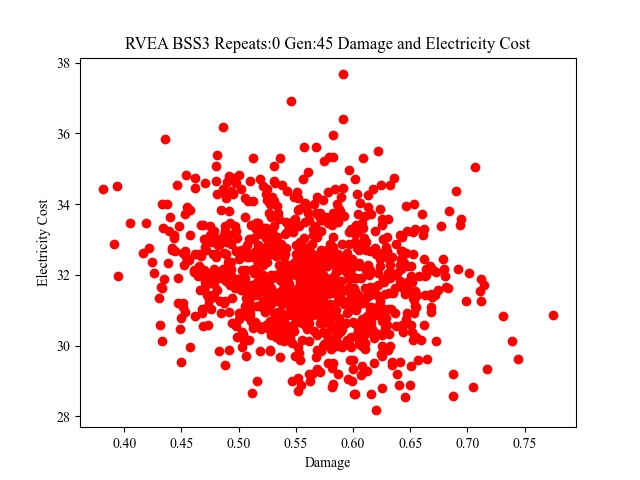 RVEA BSS3 Repeats:0 Gen:45 Damage and Electricity Cost
38
36
34
32
30
28
Electricity Cost
0.40 0.45 0.50 0.55 0.60 0.65 0.70 0.75
Damage